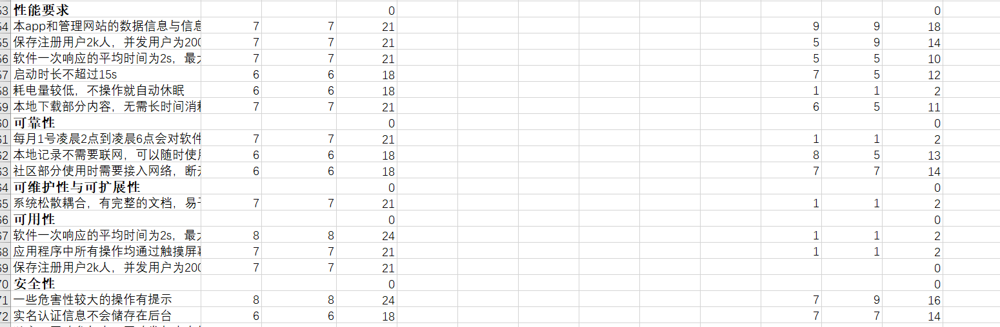 53 性能要求 0 0
54 本app和管理网站的数据信息与信息 7 7 21 9 9 18
55 保存注册用户2k人，并发用户为200 7 7 21 5 9 14
56 软件一次响应的平均时间为2s，最大 7 7 21 5 5 10
57 启动时长不超过15s 6 6 18 7 5 12
58 耗电量较低，不操作就自动休眠 6 6 18 1 1 2
59 本地下载部分内容，无需长时间消耗 7 7 21 6 5 11
60 可靠性 0 0
61 每月1号凌晨2点到凌晨6点会对软件 7 7 21 1 1 2
62 本地记录不需要联网，可以随时使用 6 6 18 8 5 13
63 社区部分使用时需要接入网络，断开 6 6 18 7 7 14
64 可维护性与可扩展性 0 0
65 系统松散耦合，有完整的文档，易于 7 7 21 1 1 2
66 可用性 0 0
67 软件一次响应的平均时间为2s，最大 8 8 24 1 1 2
68 应用程序中所有操作均通过触摸屏幕 7 7 21 1 1 2
69 保存注册用户2k人，并发用户为200 7 7 21 0
70 安全性 0 0
71 一些危害性较大的操作有提示 8 8 24 7 9 16
72 实名认证信息不会储存在后台 6 6 18 7 7 14